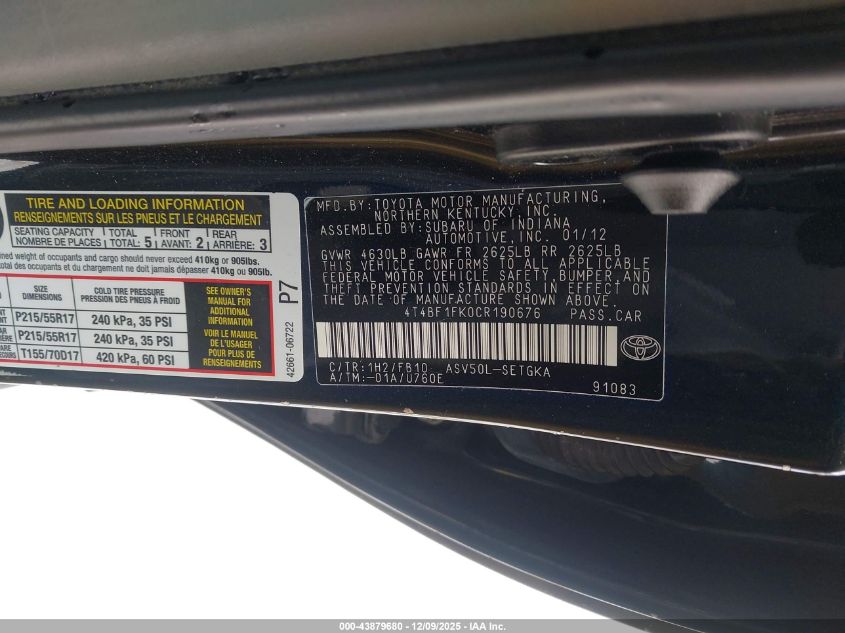 TIRE AND LOADING INFORMATION
RENSEIGNEMENTS SUR LES PNEUS ET LE CHARGEMENT
SEATING CAPACITY TOTAL FRONT REAR
NOMBRE DE PLACES TOTAL: 5 AVANT: 2 ARRIÈRE: 3
ined weight of occupants and cargo should never exceed 410 kg or 905lbs.
total des occupants et du chargement ne doit jamais dépasser 410kg ou 905lb.
SIZE COLD TIRE PRESSURE
DIMENSIONS PRESSION DES PNEUS À FROID
P215/55R17 240 kPa, 35 PSI
P215/55R17 240 kPa, 35 PSI
T155/70D17 420 kPa, 60 PSI
SEE OWNER'S
MANUAL FOR
ADDITIONAL
INFORMATION
VOIR LE MANUEL
DE L'USAGER
POUR PLUS DE
RENSEIGNEMENTS
P7
42661-06722
MFD.BY:TOYOTA MOTOR MANUFACTURING,
NORTHERN KENTUCKY,INC.
ASSEMBLED BY:SUBARU OF INDIANA
AUTOMOTIVE,INC. 01/12
GVWR 4630LB GAWR FR 2625LB RR 2625LB
THIS VEHICLE CONFORMS TO ALL APPLICABLE
FEDERAL MOTOR VEHICLE SAFETY,BUMPER,AND
THEFT PREVENTION STANDARDS IN EFFECT ON
THE DATE OF MANUFACTURE SHOWN ABOVE.
4T4BF1FK0CR190676 PASS.CAR
C/TR:1H2/FB10 ASV50L-SETGKA
A/TM:-01A/U760E
91083
000-43879680 - 12/09/2025 - IAA Inc.